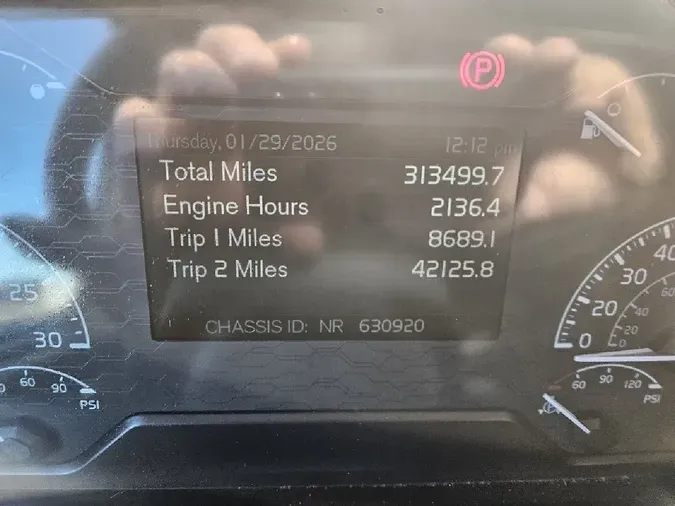 Thursday, 01/29/2026 12:12 pm
Total Miles 313499.7
Engine Hours 2136.4
Trip 1 Miles 8689.1
Trip 2 Miles 42125.8
CHASSIS ID: NR 630920
25
30
60 90
PSI
0 20 30 40
0 20 40 60
60 90 120
PSI
P